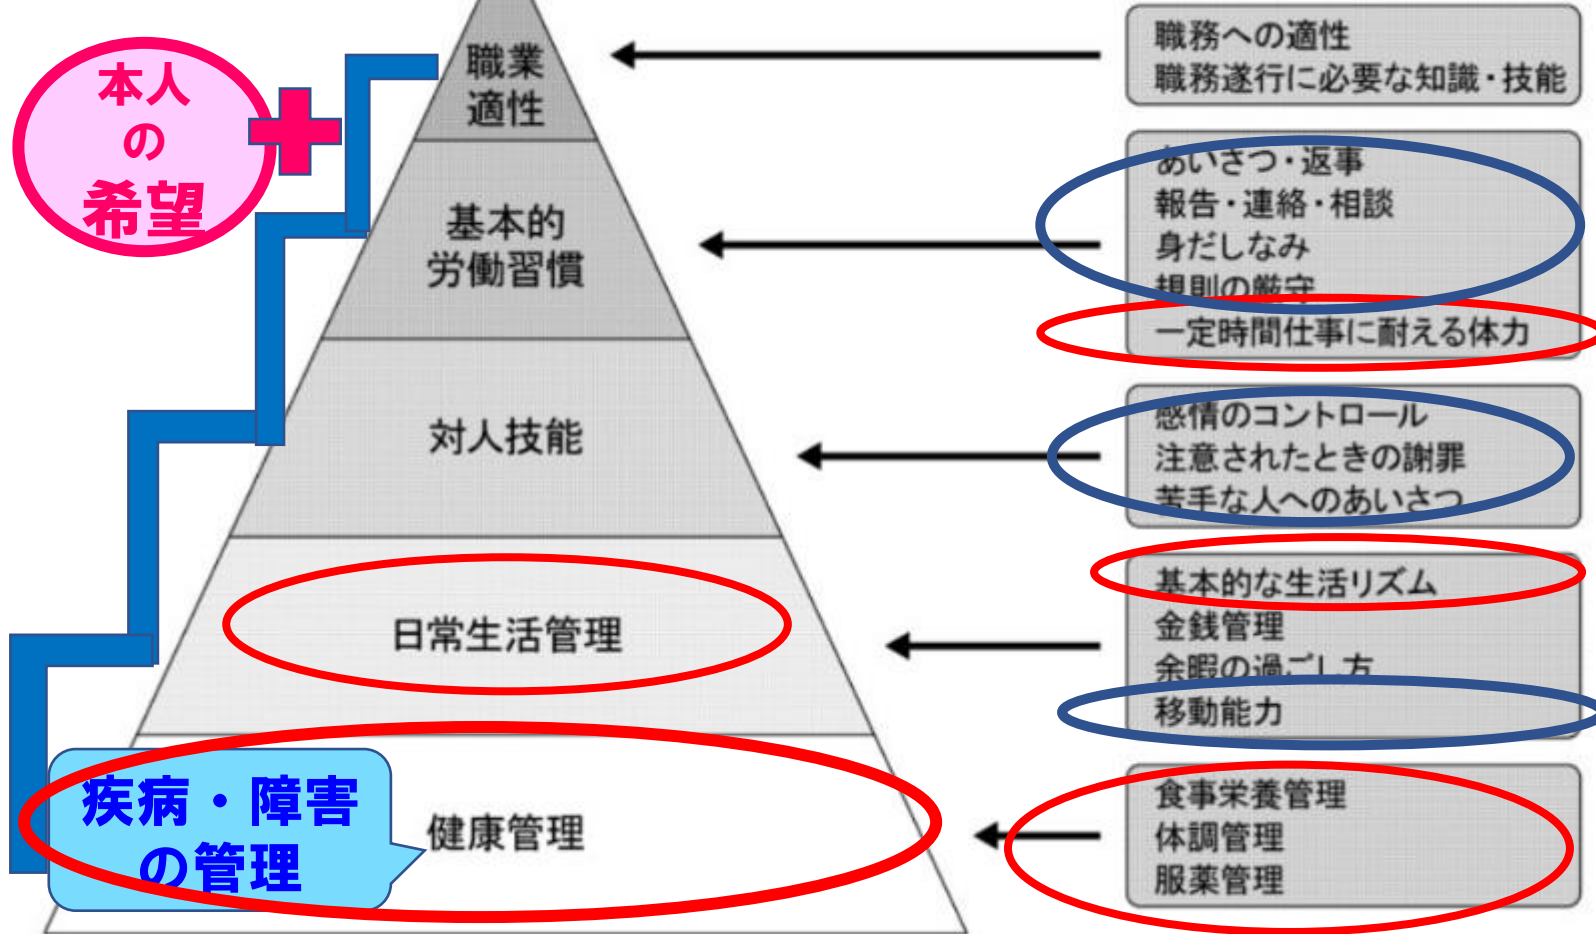 本人
の
希望
職業
適性
職務への適性
職務遂行に必要な知識・技能
基本的
労働習慣
あいさつ・返事
報告・連絡・相談
身だしなみ
規則の厳守
一定時間仕事に耐える体力
対人技能
感情のコントロール
注意されたときの謝罪
苦手な人へのあいさつ
日常生活管理
基本的な生活リズム
金銭管理
余暇の過ごし方
移動能力
疾病・障害
の管理
健康管理
食事栄養管理
体調管理
服薬管理